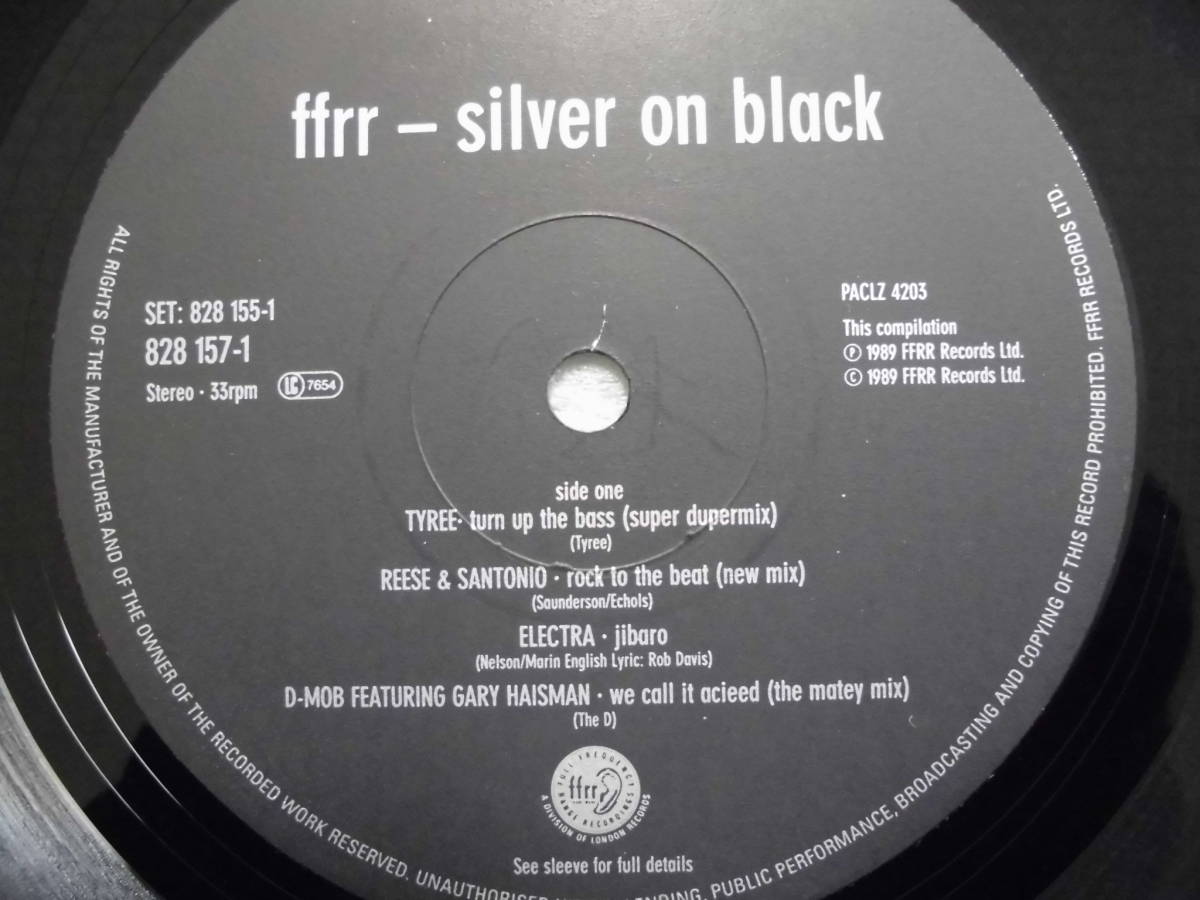 ffrr – silver on black
SET: 828 155-1
828 157-1
Stereo · 33rpm LC 7654
PACLZ 4203
This compilation
℗ 1989 FFRR Records Ltd.
© 1989 FFRR Records Ltd.
side one
TYREE· turn up the bass (super dupermix)
(Tyree)
REESE & SANTONIO · rock to the beat (new mix)
(Saunderson/Echols)
ELECTRA · jibaro
(Nelson/Marin English Lyric: Rob Davis)
D-MOB FEATURING GARY HAISMAN · we call it acieed (the matey mix)
(The D)
FULL FREQUENCY
ffrr
RANGE RECORDINGS
A DIVISION OF LONDON RECORDS
See sleeve for full details
ALL RIGHTS OF THE MANUFACTURER AND OF THE OWNER OF THE RECORDED WORK RESERVED. UNAUTHORISED PUBLIC PERFORMANCE, BROADCASTING AND COPYING OF THIS RECORD PROHIBITED. FFRR RECORDS LTD.